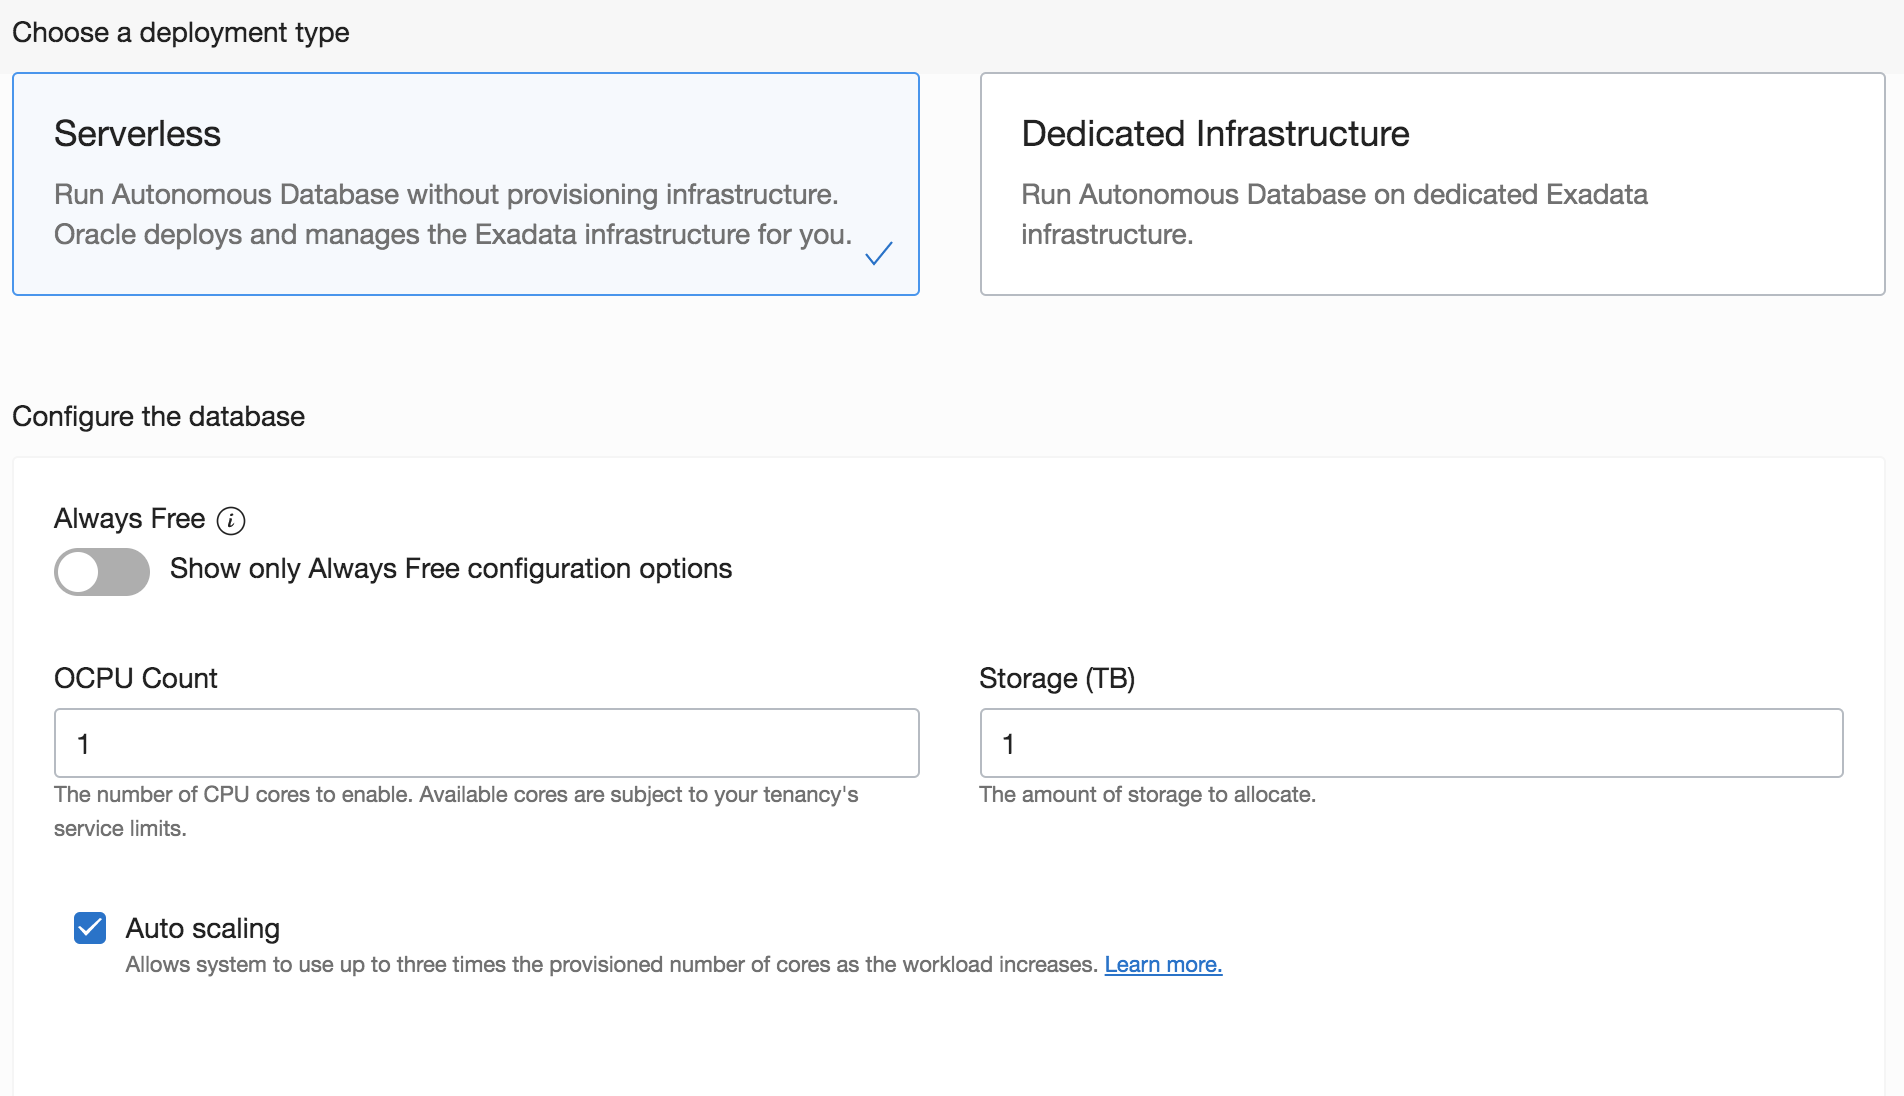 Choose a deployment type
Serverless
Run Autonomous Database without provisioning infrastructure.
Oracle deploys and manages the Exadata infrastructure for you.
Dedicated Infrastructure
Run Autonomous Database on dedicated Exadata
infrastructure.
Configure the database
Always Free
Show only Always Free configuration options
OCPU Count
1
The number of CPU cores to enable. Available cores are subject to your tenancy's
service limits.
Storage (TB)
1
The amount of storage to allocate.
Auto scaling
Allows system to use up to three times the provisioned number of cores as the workload increases. Learn more.